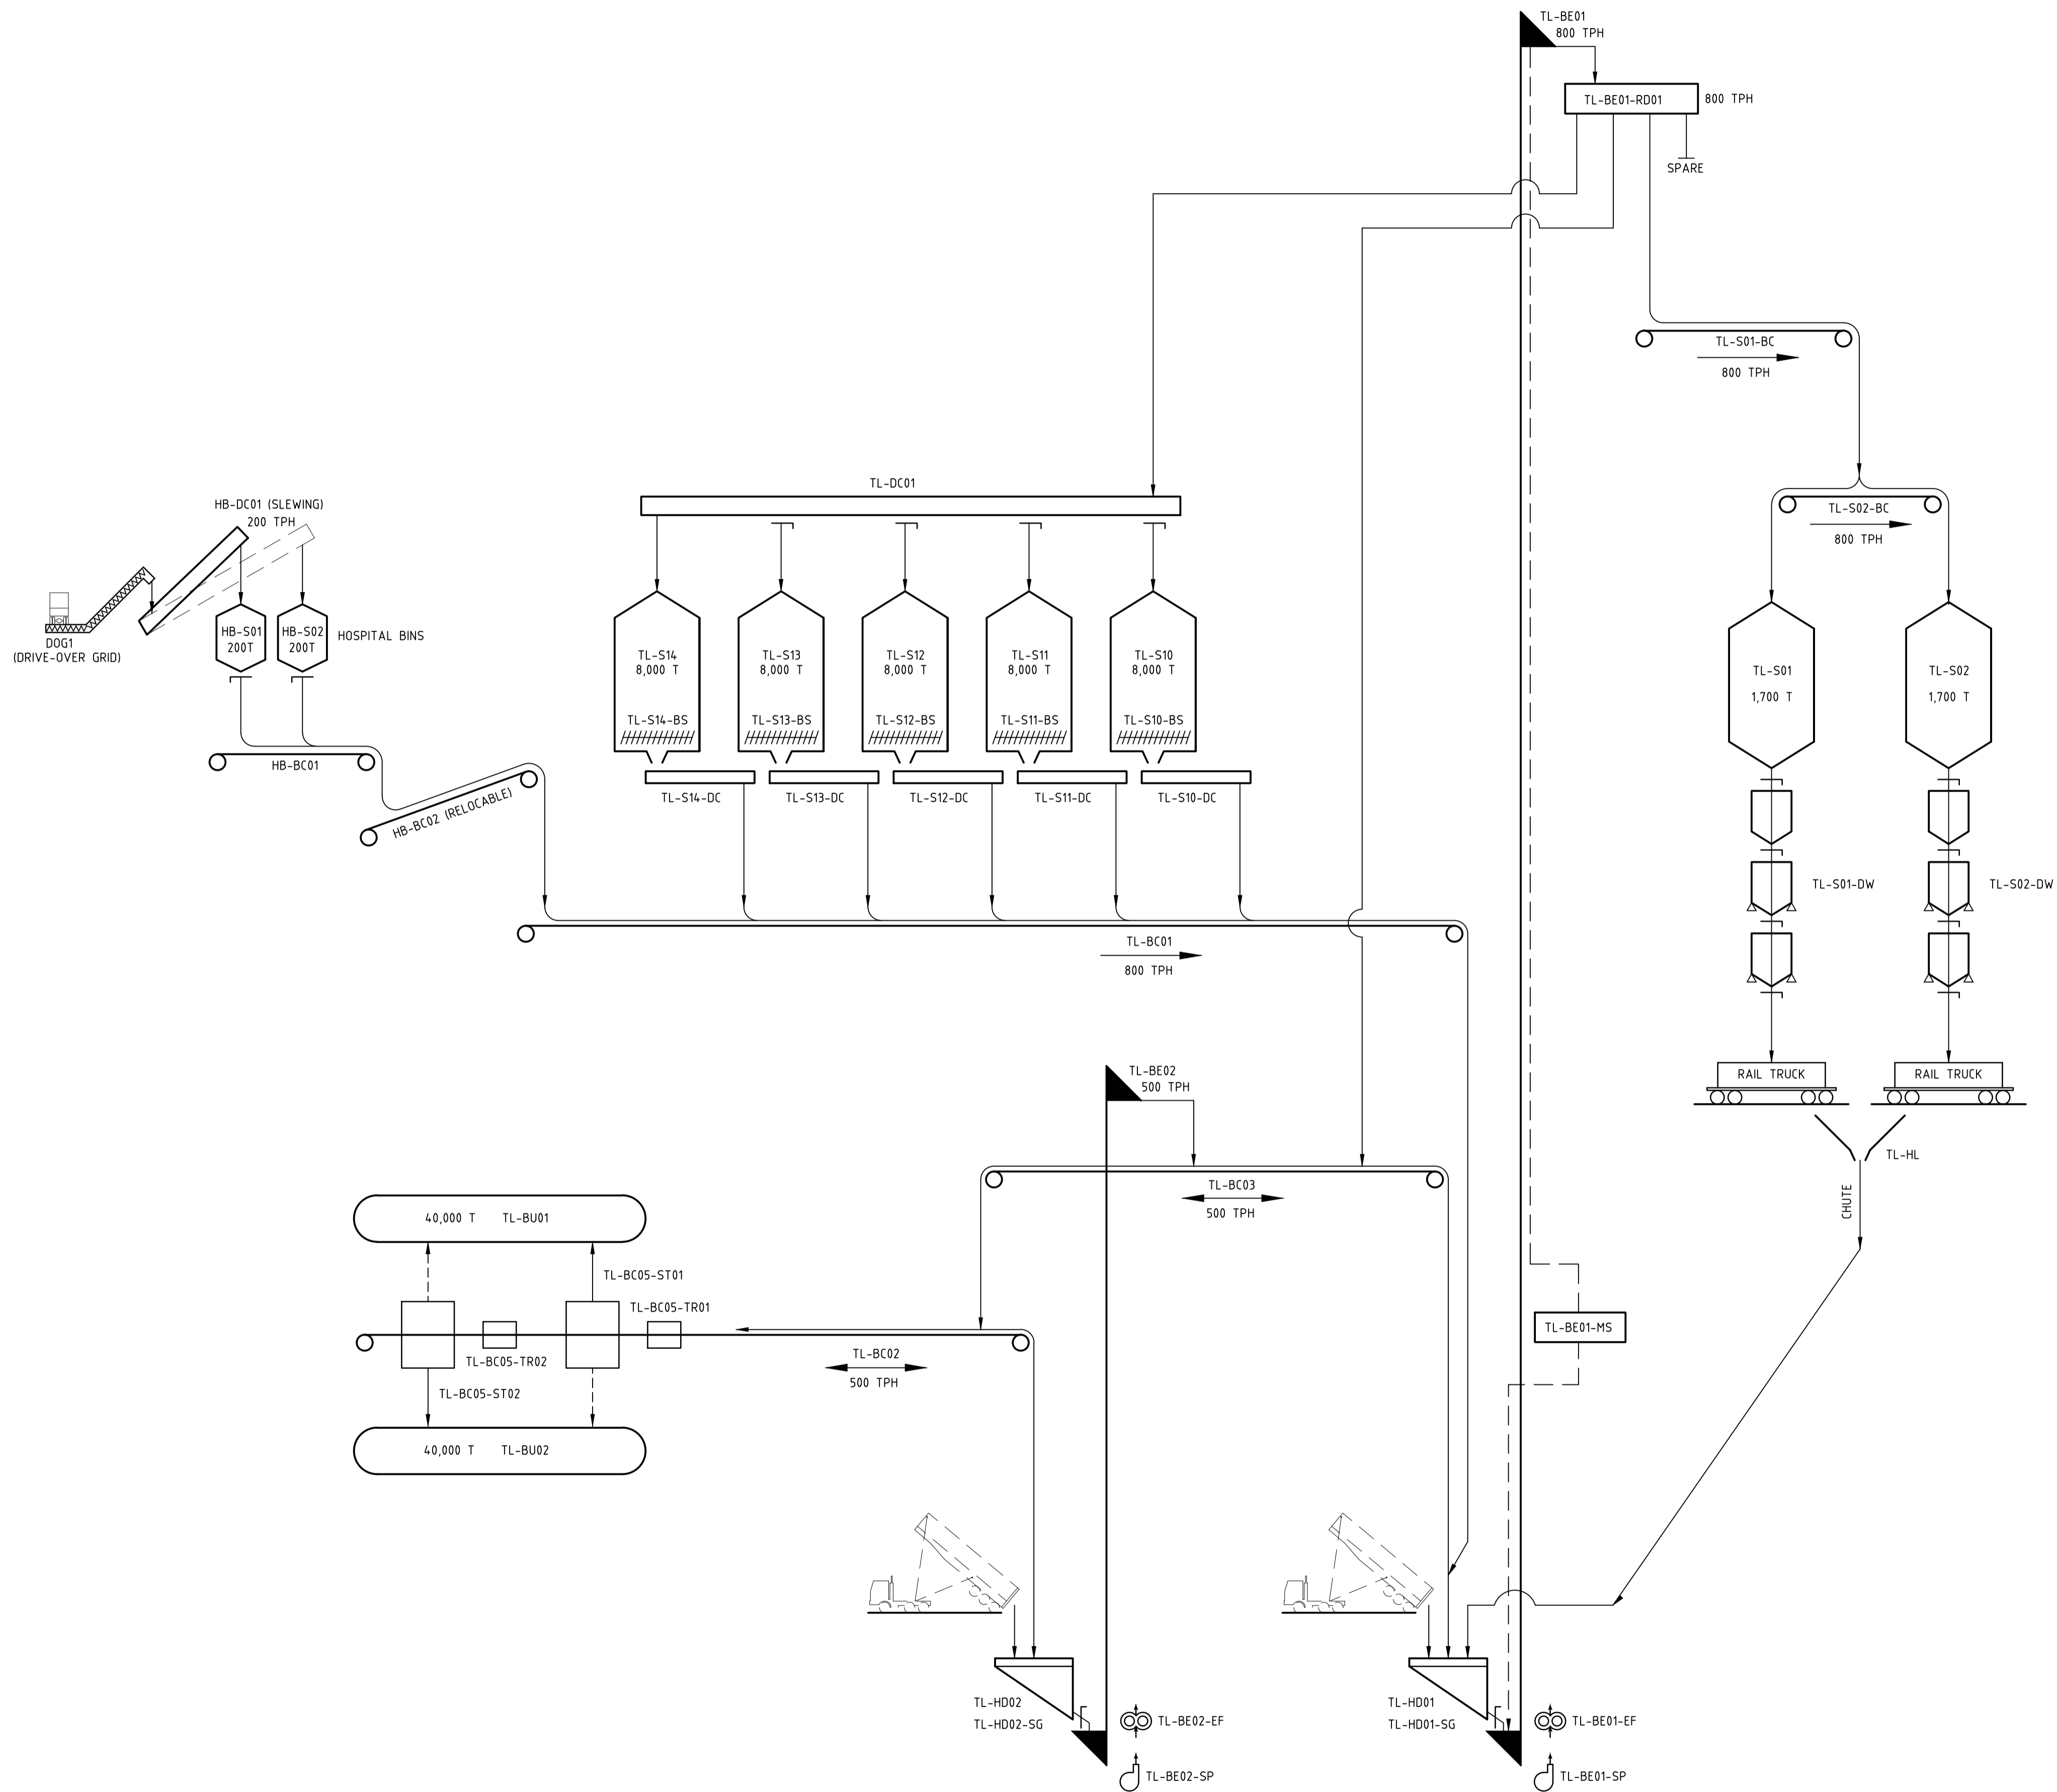 TL-BE01
800 TPH
TL-BE01-RD01
800 TPH
SPARE
TL-S01-BC
800 TPH
TL-DC01
HB-DC01 (SLEWING)
200 TPH
TL-S02-BC
800 TPH
DOG1
(DRIVE-OVER GRID)
HB-S01
200T
HB-S02
200T
HOSPITAL BINS
TL-S14
8,000 T
TL-S13
8,000 T
TL-S12
8,000 T
TL-S11
8,000 T
TL-S10
8,000 T
TL-S01
1,700 T
TL-S02
1,700 T
TL-S14-BS
TL-S13-BS
TL-S12-BS
TL-S11-BS
TL-S10-BS
HB-BC01
HB-BC02 (RELOCABLE)
TL-S14-DC
TL-S13-DC
TL-S12-DC
TL-S11-DC
TL-S10-DC
TL-S01-DW
TL-S02-DW
TL-BC01
800 TPH
RAIL TRUCK
RAIL TRUCK
TL-BE02
500 TPH
TL-HL
CHUTE
TL-BC03
500 TPH
40,000 T TL-BU01
TL-BC05-ST01
TL-BC05-TR01
TL-BE01-MS
TL-BC05-TR02
TL-BC02
500 TPH
TL-BC05-ST02
40,000 T TL-BU02
TL-HD02
TL-HD02-SG
TL-BE02-EF
TL-BE02-SP
TL-HD01
TL-HD01-SG
TL-BE01-EF
TL-BE01-SP